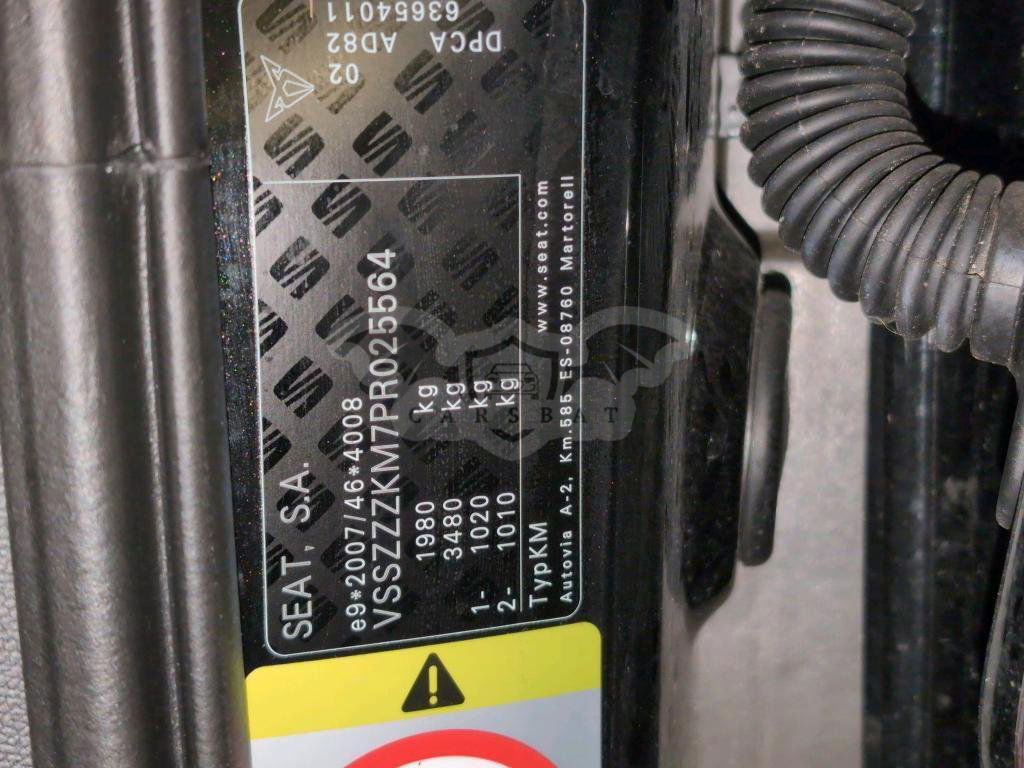 SEAT, S.A.
e9*2007/46*4008
VSSZZZKM7PR025564
1980 kg
3480 kg
1- 1020 kg
2- 1010 kg
TypKM www.seat.com
Autovia A-2, Km.585 ES-08760 Martorell
02
DPCA AD82
63654011
CARSBAT